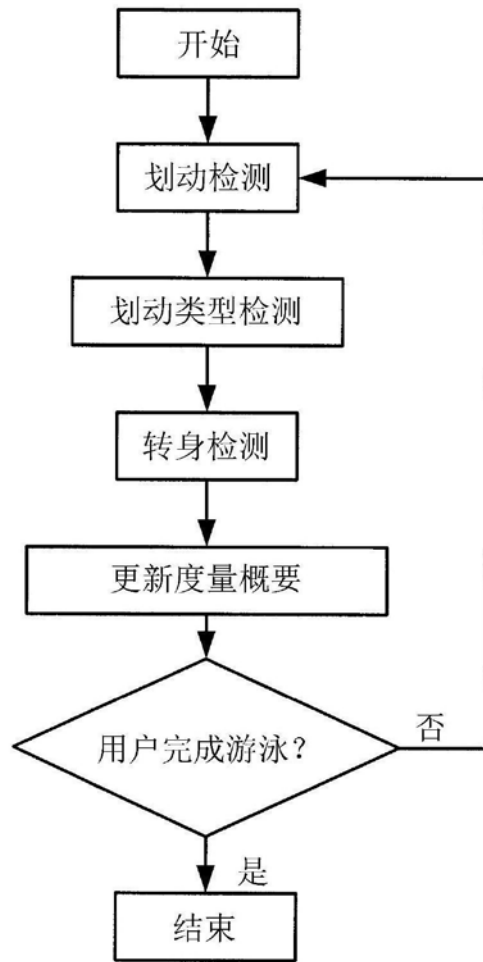 开始
划动检测
划动类型检测
转身检测
更新度量概要
用户完成游泳？
否
是
结束